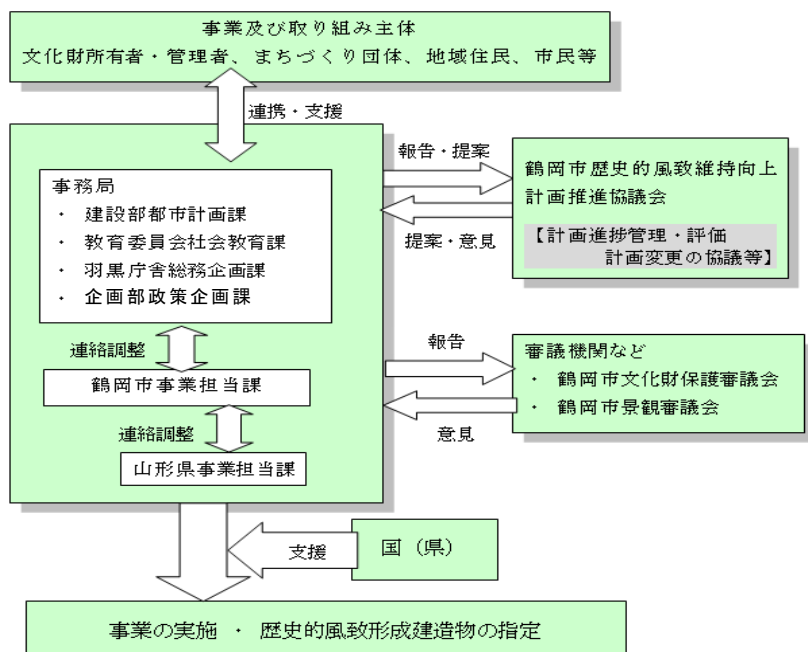 事業及び取り組み主体
文化財所有者・管理者、まちづくり団体、地域住民、市民等
連携・支援
事務局
・ 建設部都市計画課
・ 教育委員会社会教育課
・ 羽黒庁舎総務企画課
・ 企画部政策企画課
連絡調整
鶴岡市事業担当課
連絡調整
山形県事業担当課
報告・提案
提案・意見
鶴岡市歴史的風致維持向上
計画推進協議会
【計画進捗管理・評価
計画変更の協議等】
報告
意見
審議機関など
・ 鶴岡市文化財保護審議会
・ 鶴岡市景観審議会
支援
国（県）
事業の実施 ・ 歴史的風致形成建造物の指定